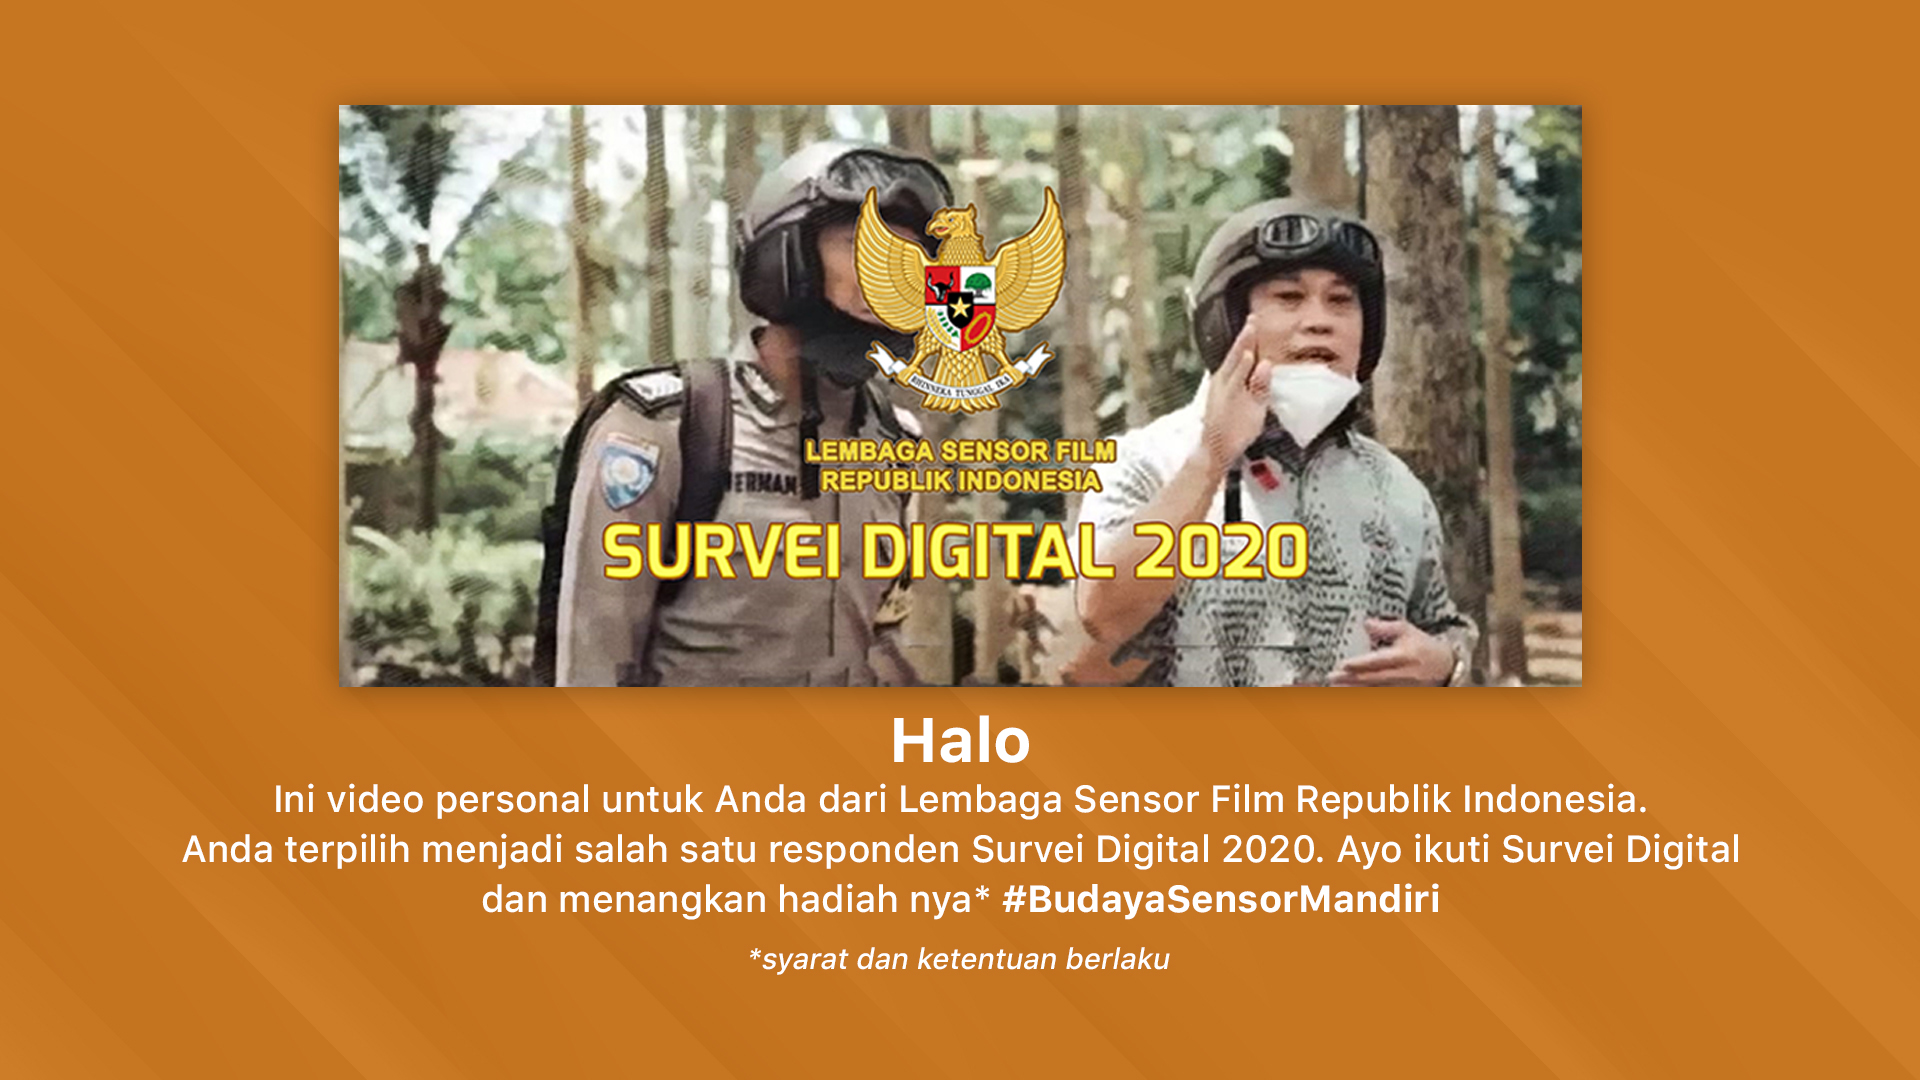 BHINNEKA TUNGGAL IKA
LEMBAGA SENSOR FILM
REPUBLIK INDONESIA
SURVEI DIGITAL 2020
Halo
Ini video personal untuk Anda dari Lembaga Sensor Film Republik Indonesia.
Anda terpilih menjadi salah satu responden Survei Digital 2020. Ayo ikuti Survei Digital
dan menangkan hadiah nya* #BudayaSensorMandiri
*syarat dan ketentuan berlaku